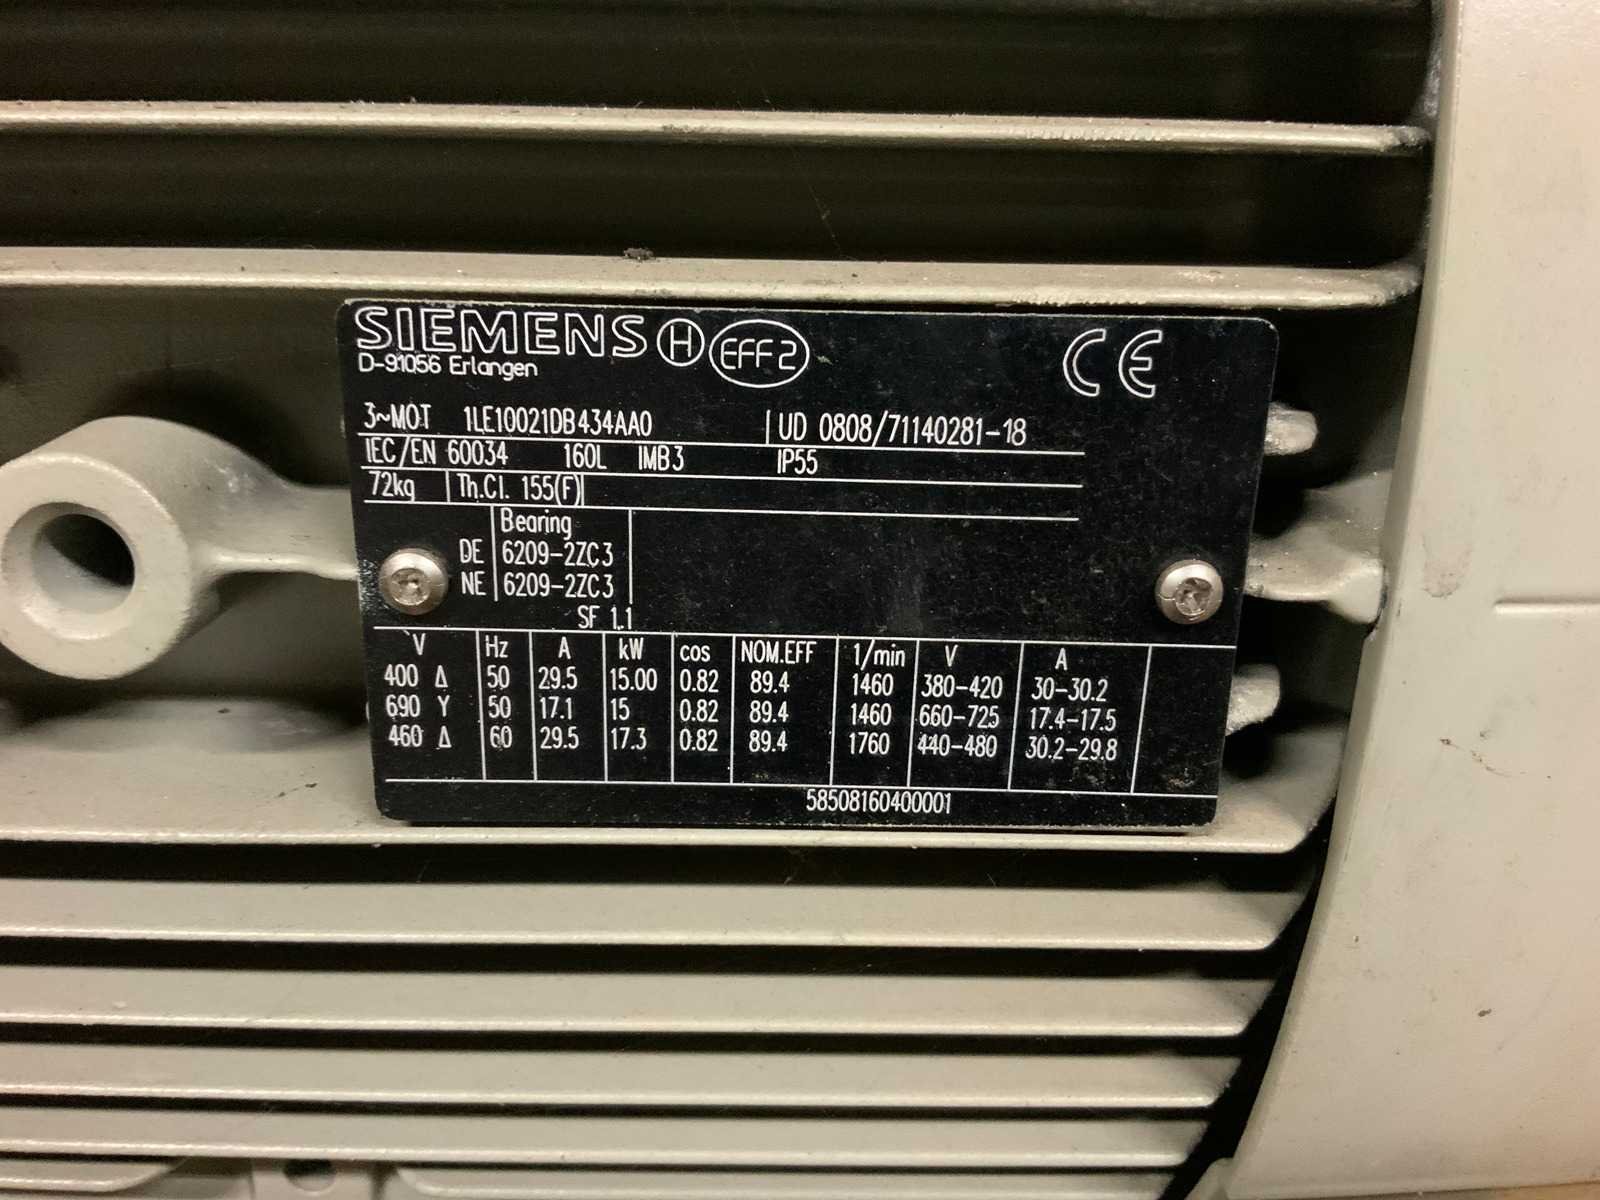 SIEMENS H EFF2 CE
D-91056 Erlangen
3~MOT 1LE10021DB434AA0 UD 0808/71140281-18
IEC/EN 60034 160L IMB3 IP55
72kg Th.Cl. 155(F)
Bearing
DE 6209-2ZC3
NE 6209-2ZC3
SF 1.1
V Hz A kW cos NOM.EFF 1/min V A
400 Δ 50 29.5 15.00 0.82 89.4 1460 380-420 30-30.2
690 Y 50 17.1 15 0.82 89.4 1460 660-725 17.4-17.5
460 Δ 60 29.5 17.3 0.82 89.4 1760 440-480 30.2-29.8
58508160400001